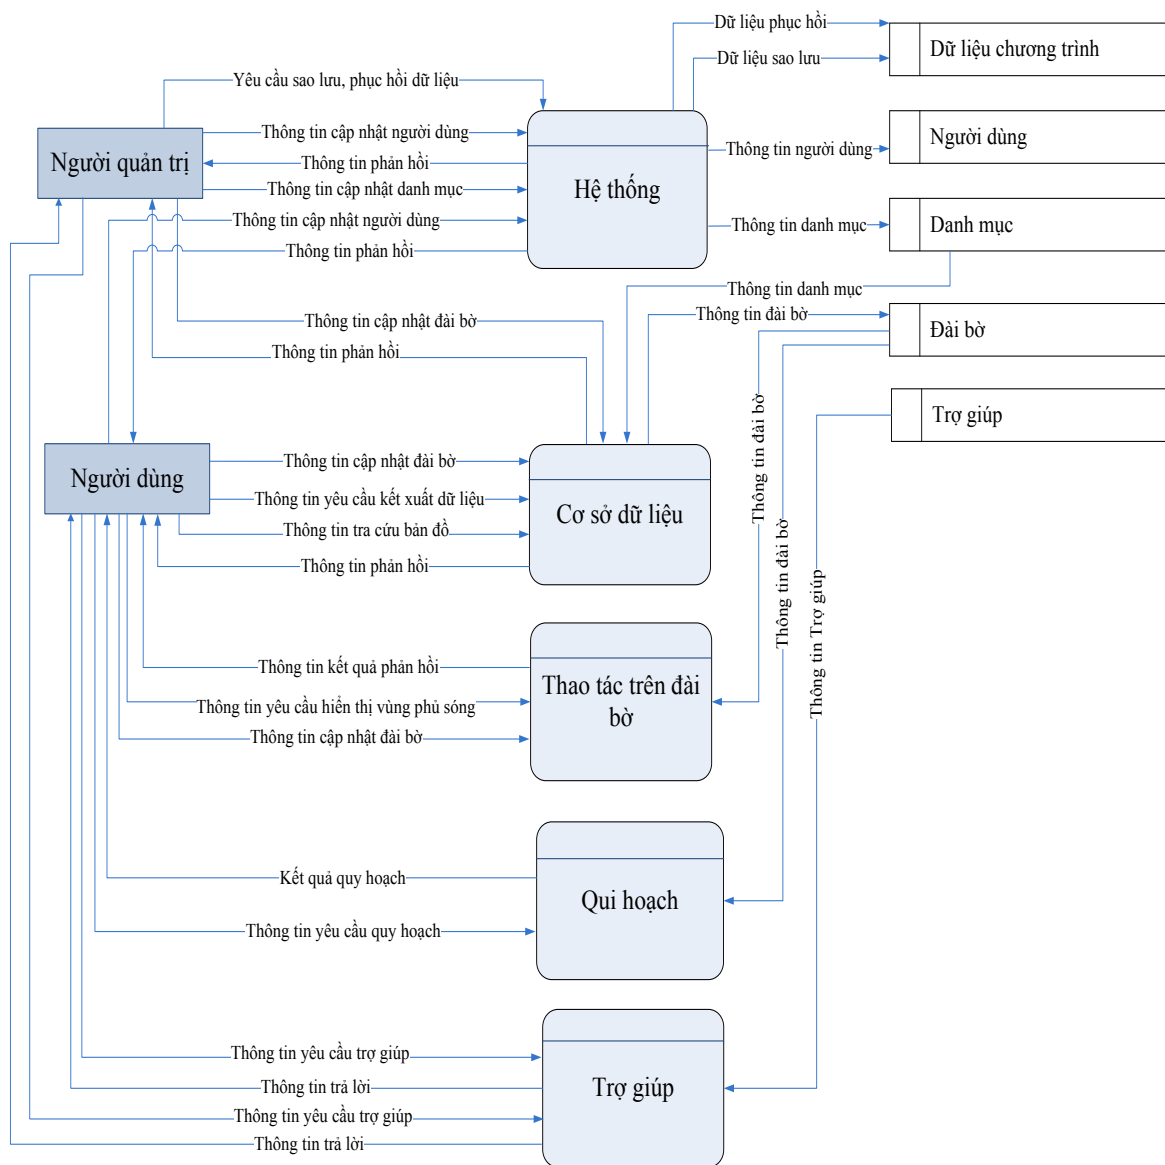 Dữ liệu phục hồi
Dữ liệu chương trình
Dữ liệu sao lưu
Yêu cầu sao lưu, phục hồi dữ liệu
Thông tin cập nhật người dùng
Người dùng
Người quản trị
Thông tin phản hồi
Thông tin người dùng
Hệ thống
Thông tin cập nhật danh mục
Thông tin cập nhật người dùng
Thông tin danh mục
Danh mục
Thông tin phản hồi
Thông tin danh mục
Thông tin đài bờ
Thông tin cập nhật đài bờ
Đài bờ
Thông tin phản hồi
Trợ giúp
Thông tin đài bờ
Thông tin đài bờ
Thông tin Trợ giúp
Người dùng
Thông tin cập nhật đài bờ
Thông tin yêu cầu kết xuất dữ liệu
Cơ sở dữ liệu
Thông tin tra cứu bản đồ
Thông tin phản hồi
Thông tin kết quả phản hồi
Thao tác trên đài
bờ
Thông tin yêu cầu hiển thị vùng phủ sóng
Thông tin cập nhật đài bờ
Kết quả quy hoạch
Qui hoạch
Thông tin yêu cầu quy hoạch
Thông tin yêu cầu trợ giúp
Thông tin trả lời
Trợ giúp
Thông tin yêu cầu trợ giúp
Thông tin trả lời